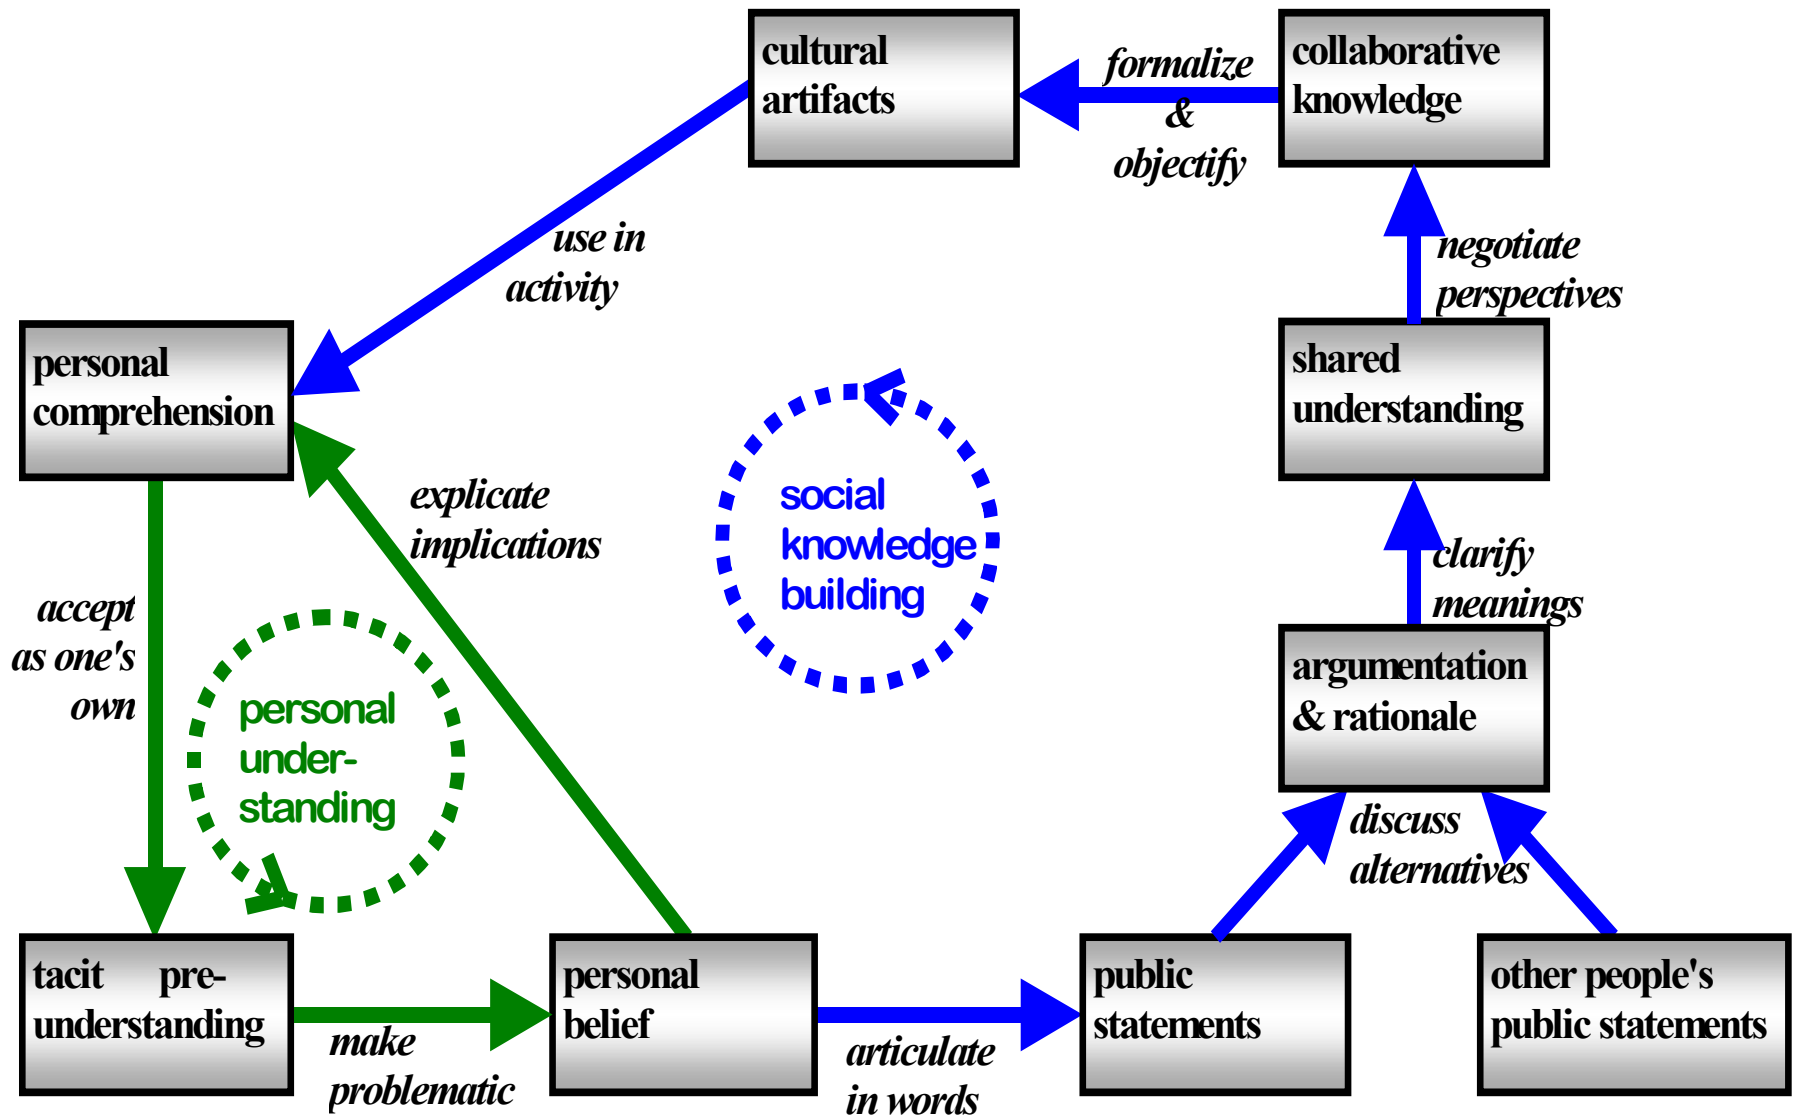 cultural
artifacts
formalize
&
objectify
collaborative
knowledge
use in
activity
negotiate
perspectives
personal
comprehension
shared
understanding
explicate
implications
social
knowledge
building
clarify
meanings
accept
as one's
own
personal
under-
standing
argumentation
& rationale
discuss
alternatives
tacit pre-
understanding
make
problematic
personal
belief
articulate
in words
public
statements
other people's
public statements